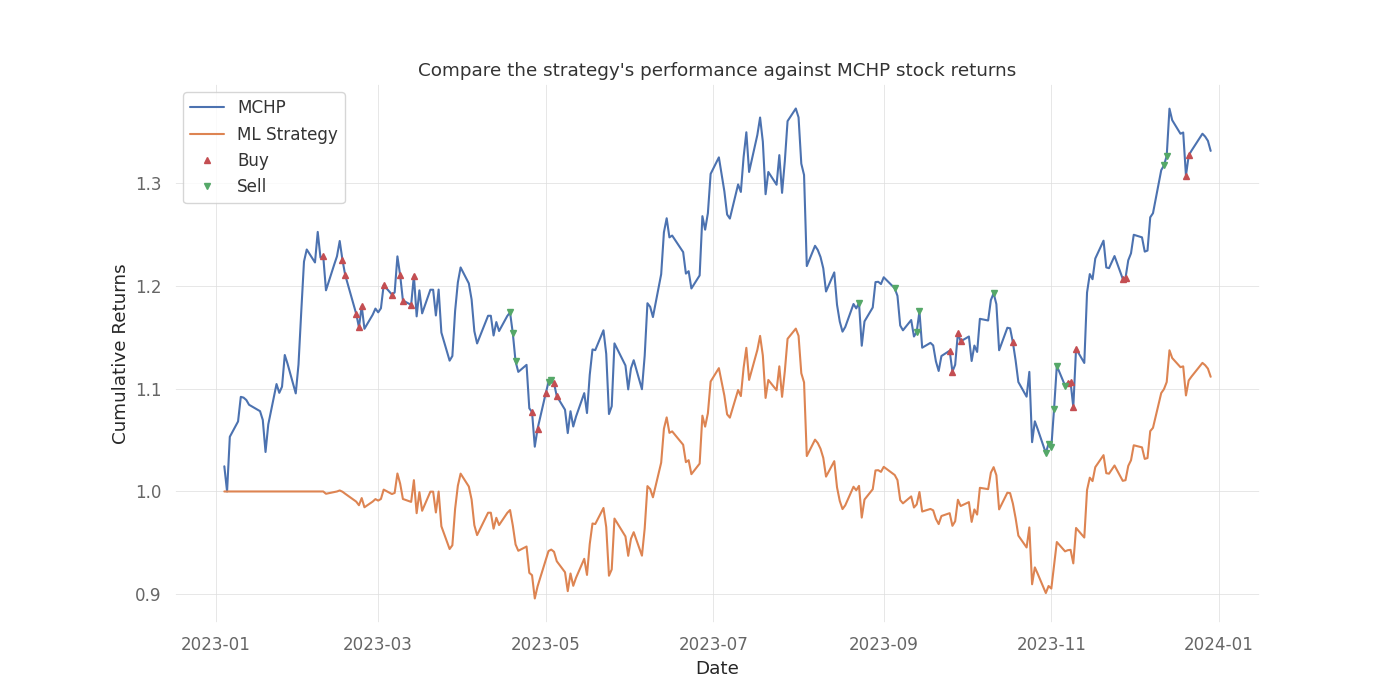 Compare the strategy's performance against MCHP stock returns
MCHP
ML Strategy
Buy
Sell
Cumulative Returns
1.3
1.2
1.1
1.0
0.9
2023-01
2023-03
2023-05
2023-07
2023-09
2023-11
2024-01
Date